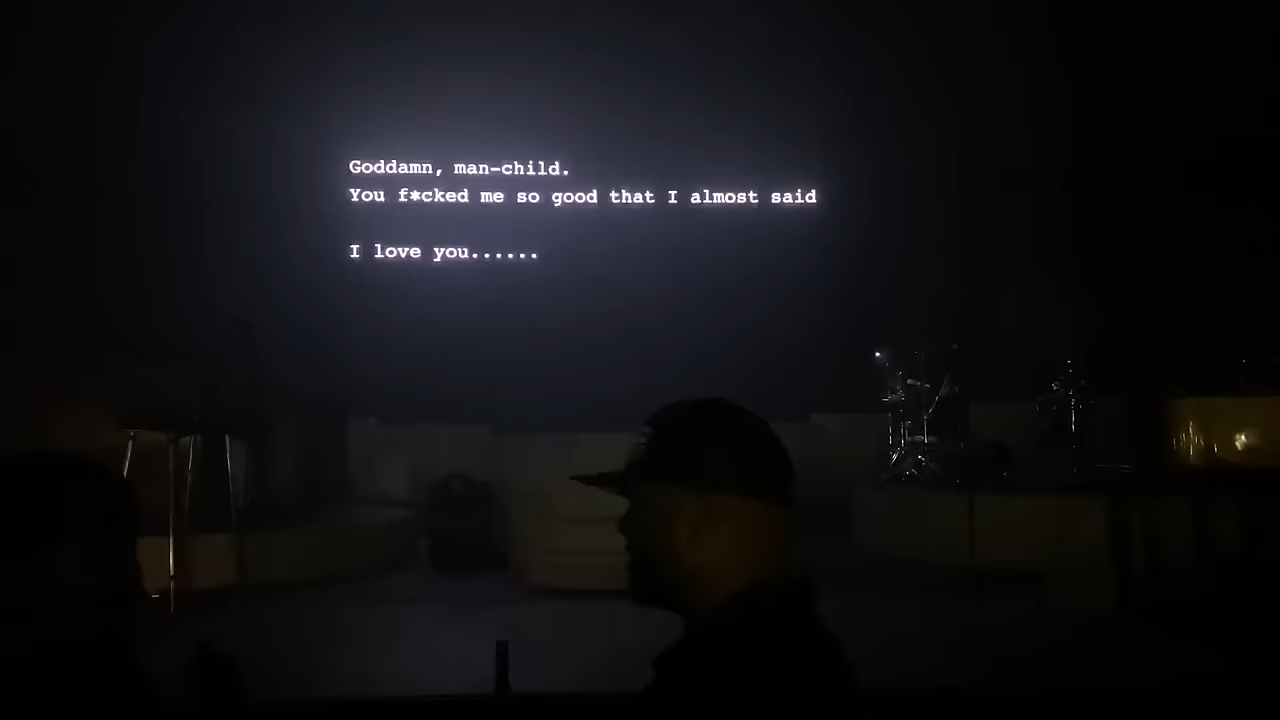 Goddamn, man-child.
You f*cked me so good that I almost said
I love you......